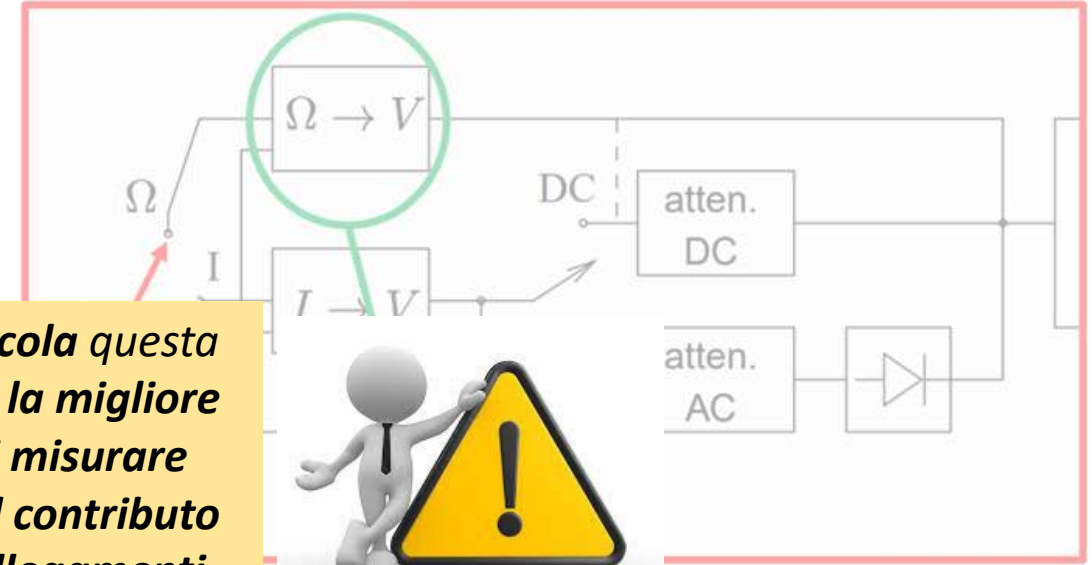 Ω → V
Ω
DC
atten.
DC
I
I → V
cola questa
la migliore
misurare
l contributo
atten.
AC